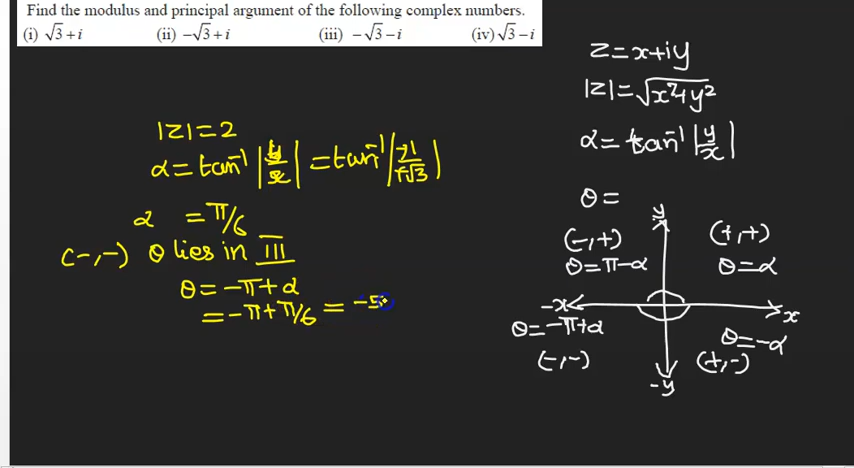 Find the modulus and principal argument of the following complex numbers.
(i) √3+i (ii) −√3+i (iii) −√3−i (iv) √3−i
z=x+iy
|z|=√x²+y²
α=tan⁻¹|y/x|
θ=
y
(-,+) (+,+)
θ=π-α θ=α
-x x
θ=-π+α θ=-α
(-,-) (+,-)
-y
|z|=2
α=tan⁻¹|y/x|=tan⁻¹|-1/-√3|
α =π/6
(-,-) θ lies in III
θ=-π+α
=-π+π/6=-5